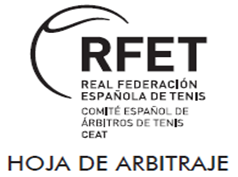 RFET
REAL FEDERACIÓN
ESPAÑOLA DE TENIS
COMITÉ ESPAÑOL DE
ÁRBITROS DE TENIS
CEAT
HOJA DE ARBITRAJE